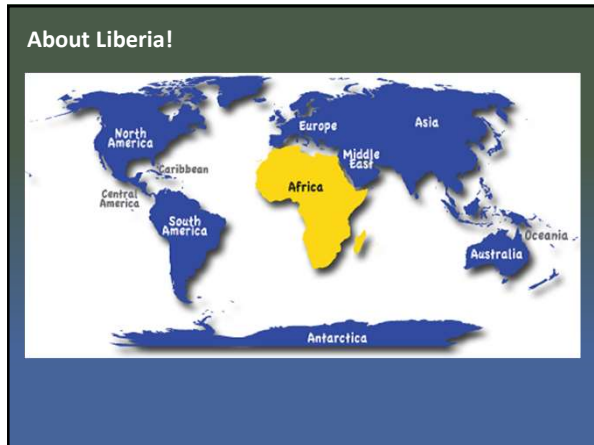 About Liberia!
North
America
Europe
Asia
Middle
East
Caribbean
Africa
Central
America
South
America
Oceania
Australia
Antarctica